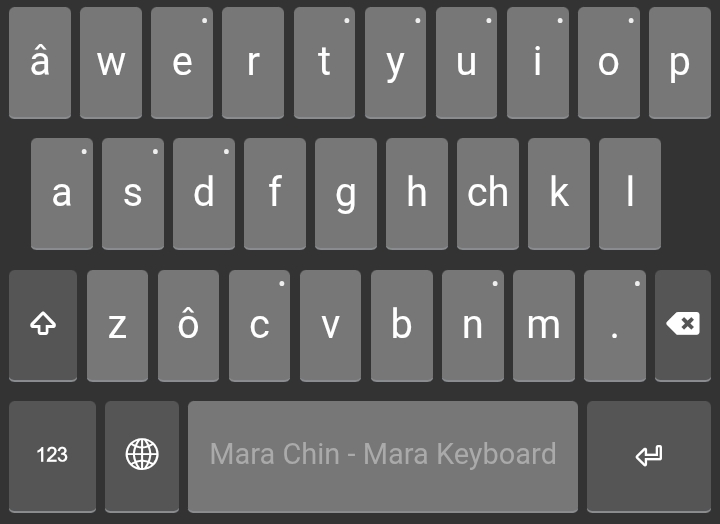 â w e r t y u i o p
a s d f g h ch k l
z ô c v b n m .
123 Mara Chin - Mara Keyboard